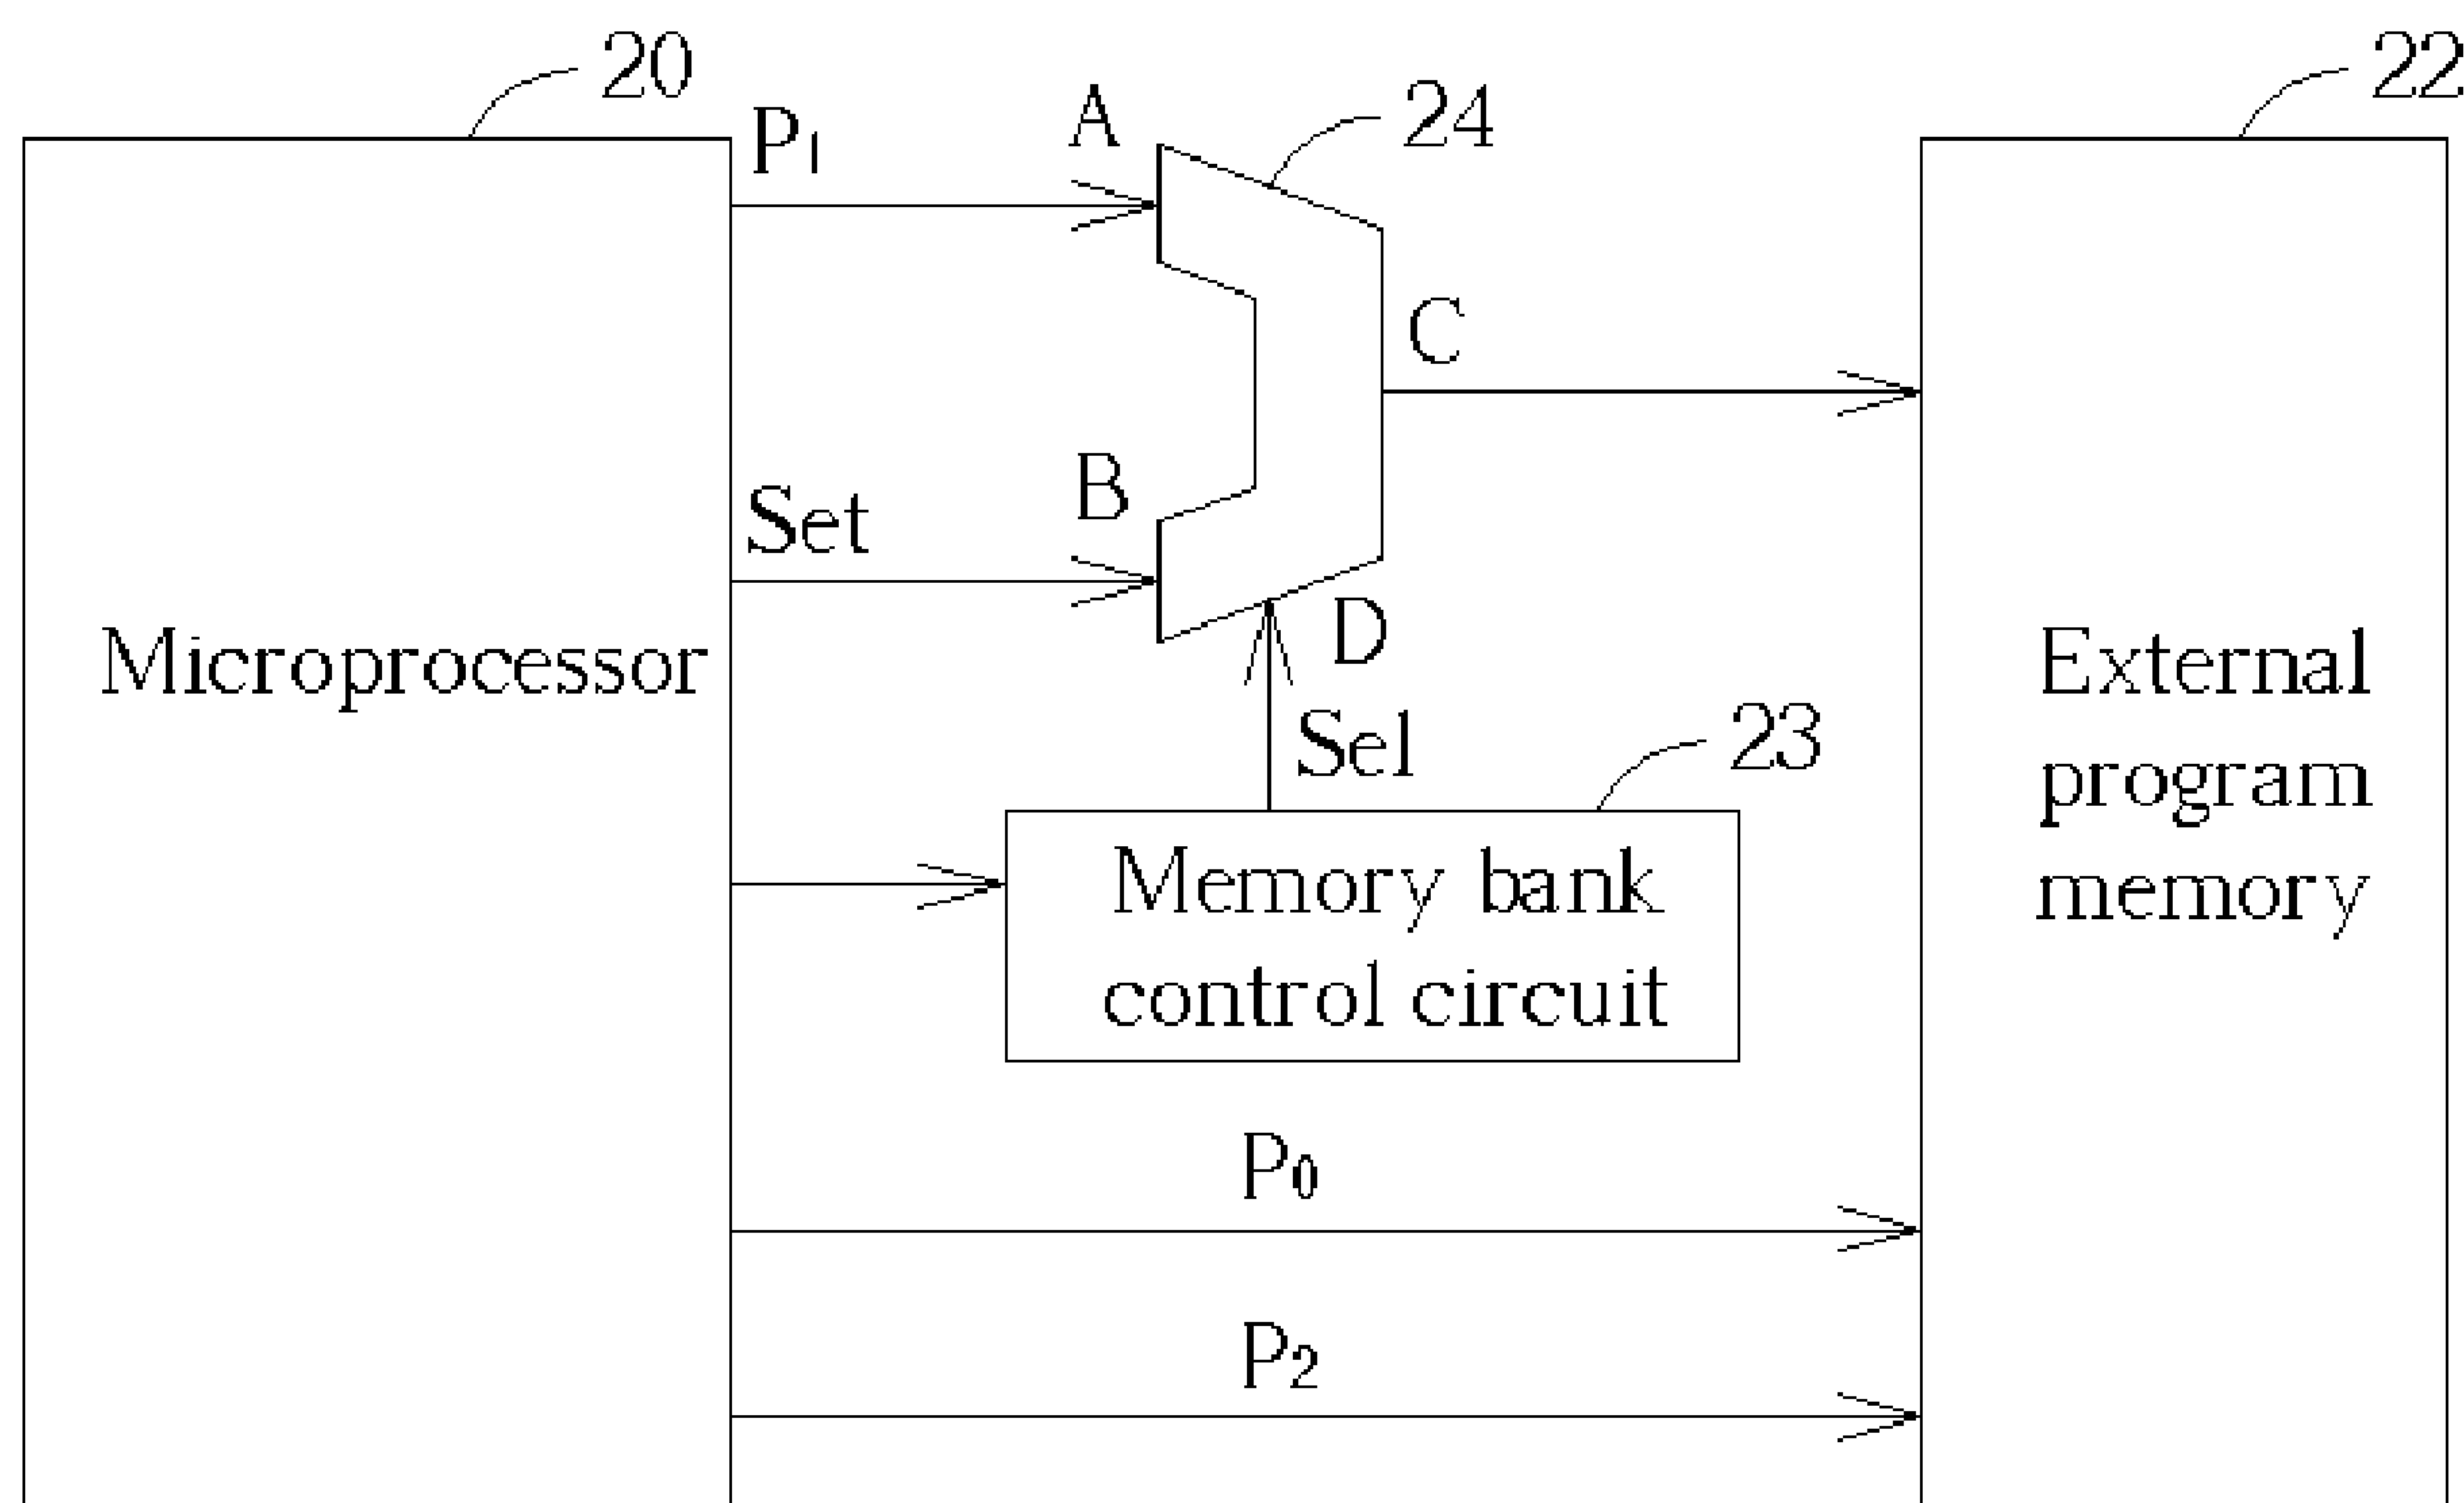 20
22
P1
A
24
C
B
Set
D
Microprocessor
External
program
memory
Sel
23
Memory bank
control circuit
P0
P2